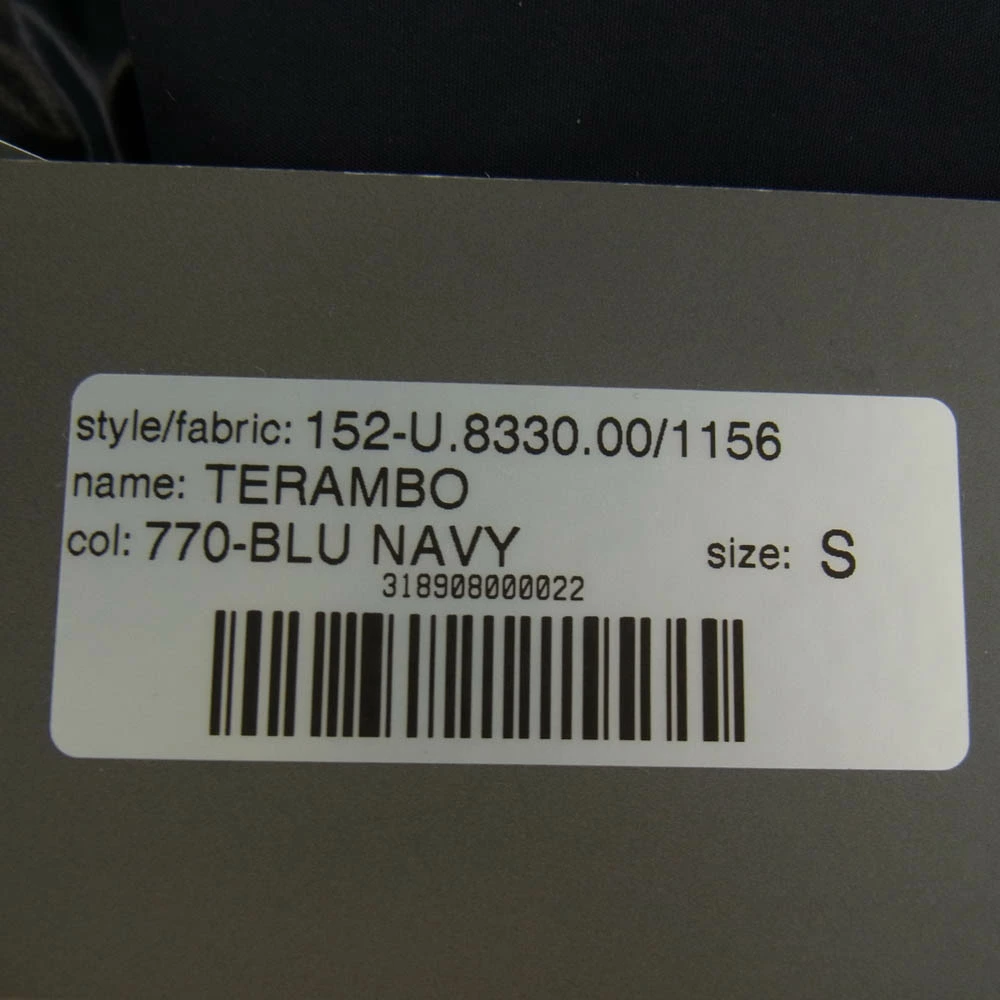 style/fabric: 152-U.8330.00/1156
name: TERAMBO
col: 770-BLU NAVY size: S
318908000022